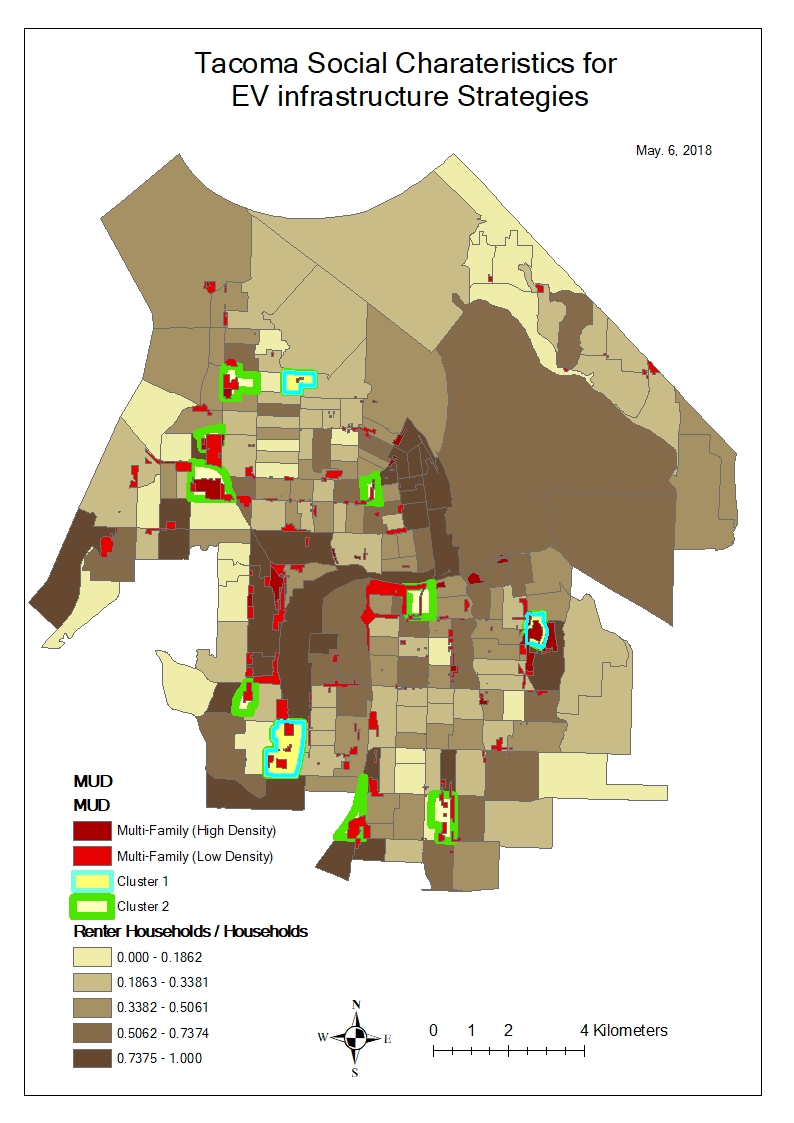 Tacoma Social Charateristics for
EV infrastructure Strategies
May. 6, 2018
MUD
MUD
Multi-Family (High Density)
Multi-Family (Low Density)
Cluster 1
Cluster 2
Renter Households / Households
0.000 - 0.1862
0.1863 - 0.3381
0.3382 - 0.5061
0.5062 - 0.7374
0.7375 - 1.000
N
W E
S
0 1 2 4 Kilometers